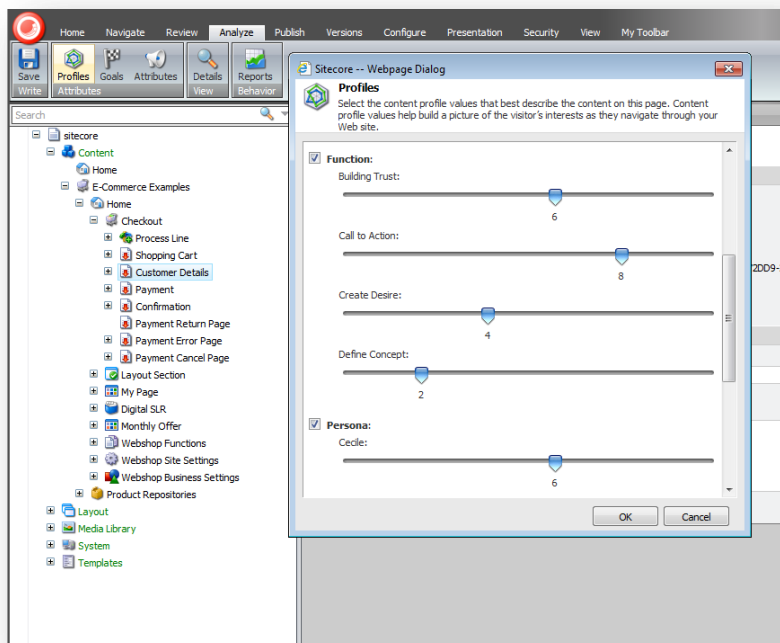 Home Navigate Review Analyze Publish Versions Configure Presentation Security View My Toolbar
Save Profiles Goals Attributes Details Reports
Write Attributes View Behavior
Search
sitecore
Content
Home
E-Commerce Examples
Home
Checkout
Process Line
Shopping Cart
Customer Details
Payment
Confirmation
Payment Return Page
Payment Error Page
Payment Cancel Page
Layout Section
My Page
Digital SLR
Monthly Offer
Webshop Functions
Webshop Site Settings
Webshop Business Settings
Product Repositories
Layout
Media Library
System
Templates
Sitecore -- Webpage Dialog
Profiles
Select the content profile values that best describe the content on this page. Content
profile values help build a picture of the visitor's interests as they navigate through your
Web site.
Function:
Building Trust:
6
Call to Action:
8
Create Desire:
4
Define Concept:
2
Persona:
Cecile:
6
OK Cancel
2DD9-